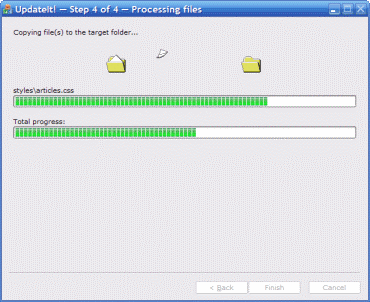 UpdateIt! — Step 4 of 4 — Processing files
Copying file(s) to the target folder...
styles\articles.css
Total progress:
< Back Finish Cancel